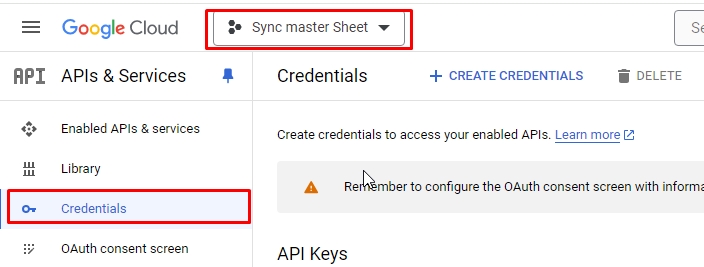 Google Cloud
Sync master Sheet
Se
API
APIs & Services
Credentials
CREATE CREDENTIALS
DELETE
Enabled APIs & services
Library
Credentials
OAuth consent screen
Create credentials to access your enabled APIs. Learn more
Remember to configure the OAuth consent screen with informa
API Keys